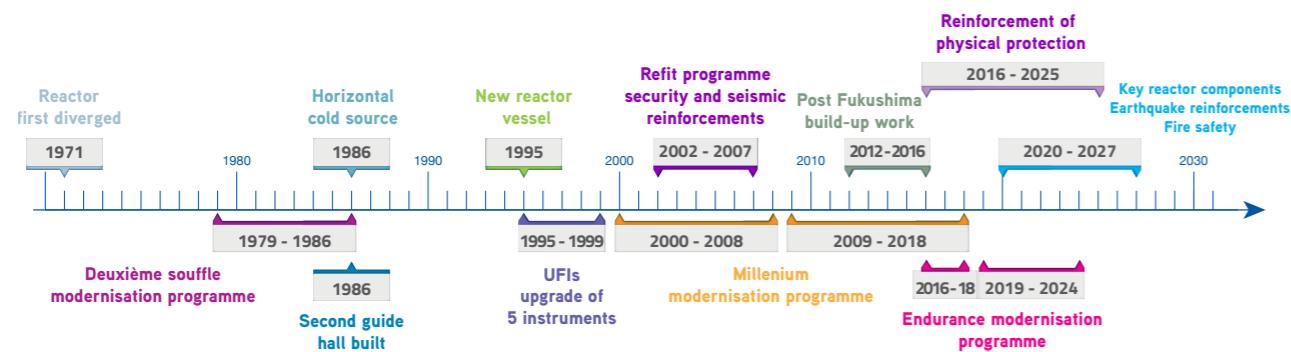 Reinforcement of
physical protection
2016 - 2025
Reactor
first diverged
1971
Horizontal
cold source
1986
New reactor
vessel
1995
Refit programme
security and seismic
reinforcements
2002 - 2007
Post Fukushima
build-up work
2012-2016
Key reactor components
Earthquake reinforcements
Fire safety
2020 - 2027
1980
1990
2000
2010
2030
1979 - 1986
Deuxième souffle
modernisation programme
1986
Second guide
hall built
1995 - 1999
UFIs
upgrade of
5 instruments
2000 - 2008
2009 - 2018
Millenium
modernisation programme
2016-18
2019 - 2024
Endurance modernisation
programme